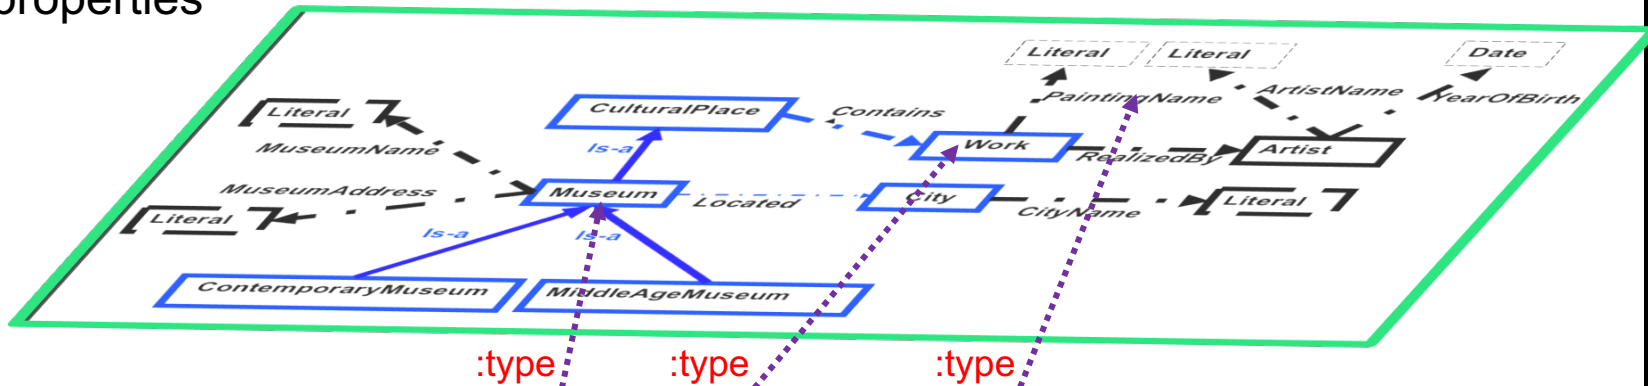 properties
Literal
Literal
Date
CulturalPlace
Contains
PaintingName
ArtistName
YearOfBirth
Literal
MuseumName
Is-a
Work
RealizedBy
Artist
MuseumAddress
Museum
Located
City
CityName
Literal
Literal
Is-a
Is-a
ContemporaryMuseum
MiddleAgeMuseum
:type
:type
:type